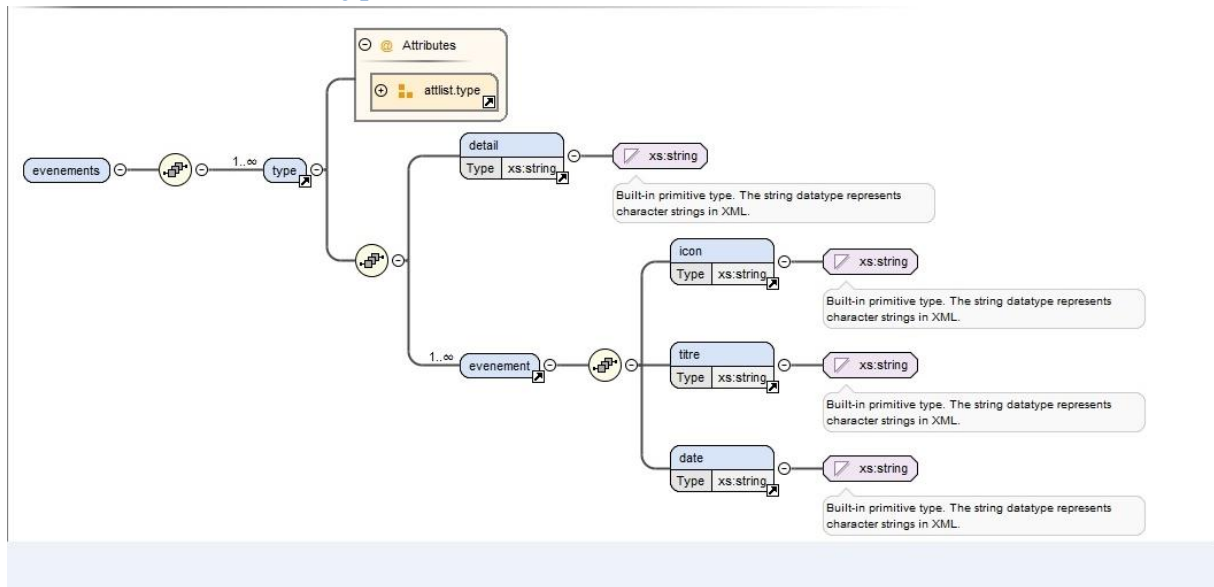 Attributes
attlist.type
evenements
1..∞
type
detail
Type xs:string
xs:string
Built-in primitive type. The string datatype represents
character strings in XML.
icon
Type xs:string
xs:string
Built-in primitive type. The string datatype represents
character strings in XML.
1..∞
evenement
titre
Type xs:string
xs:string
Built-in primitive type. The string datatype represents
character strings in XML.
date
Type xs:string
xs:string
Built-in primitive type. The string datatype represents
character strings in XML.